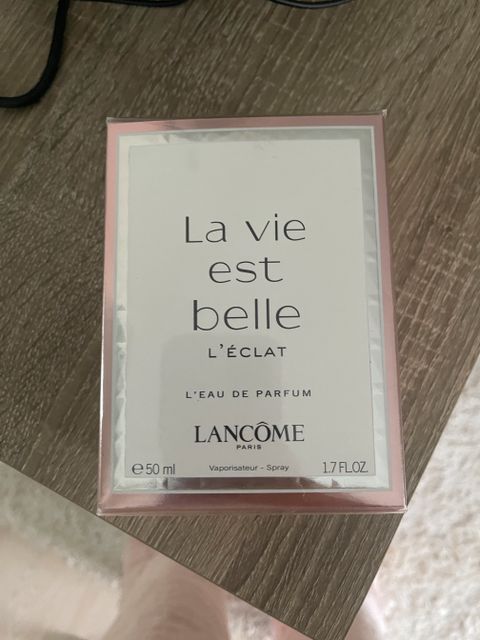 La vie
est
belle
L'ÉCLAT
L'EAU DE PARFUM
LANCÔME
PARIS
℮ 50 ml Vaporisateur - Spray 1.7 FL.OZ.